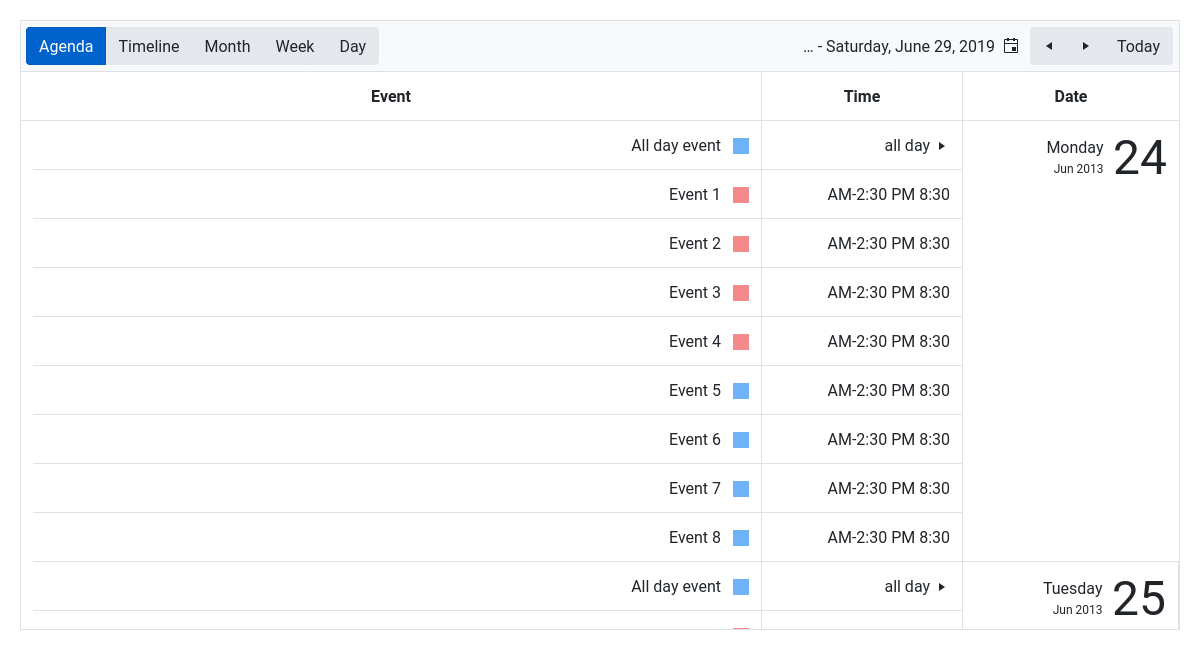 Agenda Timeline Month Week Day ... - Saturday, June 29, 2019 Today
Event Time Date
All day event all day Monday 24
Jun 2013
Event 1 AM-2:30 PM 8:30
Event 2 AM-2:30 PM 8:30
Event 3 AM-2:30 PM 8:30
Event 4 AM-2:30 PM 8:30
Event 5 AM-2:30 PM 8:30
Event 6 AM-2:30 PM 8:30
Event 7 AM-2:30 PM 8:30
Event 8 AM-2:30 PM 8:30
All day event all day Tuesday 25
Jun 2013